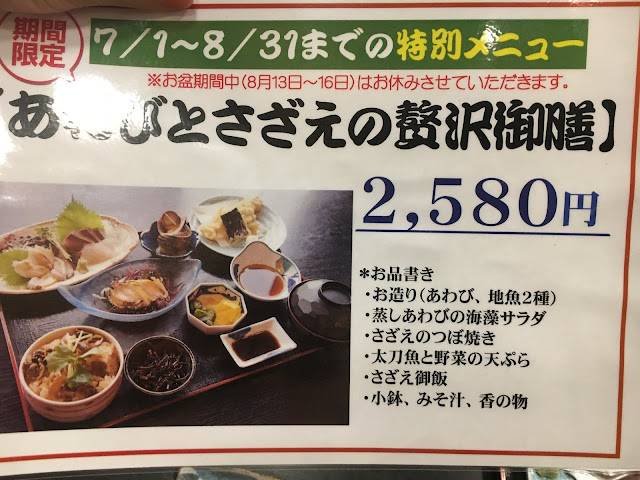 期間
限定
7/1～8/31までの特別メニュー
※お盆期間中(8月13日～16日)はお休みさせていただきます。
あわびとさざえの贅沢御膳】
2,580円
*お品書き
・お造り(あわび、地魚2種)
・蒸しあわびの海藻サラダ
・さざえのつぼ焼き
・太刀魚と野菜の天ぷら
・さざえ御飯
・小鉢、みそ汁、香の物